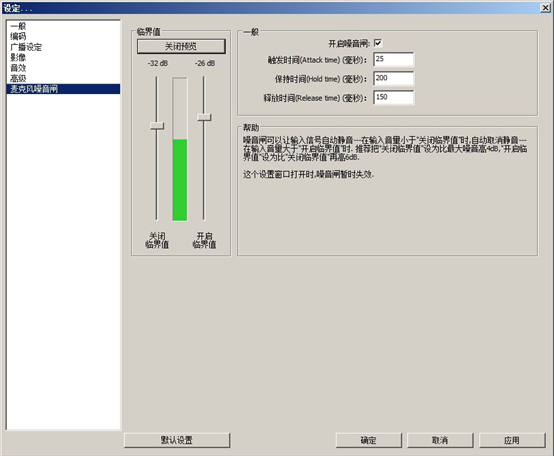 设定...
一般
编码
广播设定
影像
音效
高级
麦克风噪音闸
临界值
关闭预览
-32 dB
-26 dB
关闭
临界值
开启
临界值
一般
开启噪音闸:
触发时间(Attack time) (毫秒):
25
保持时间(Hold time) (毫秒):
200
释放时间(Release time) (毫秒):
150
帮助
噪音闸可以让输入信号自动静音---在输入音量小于"关闭临界值"时,自动取消静音---
在输入音量大于"开启临界值"时. 推荐把"关闭临界值"设为比最大噪音高4dB,"开启临
界值"设为比"关闭临界值"再高6dB.
这个设置窗口打开时,噪音闸暂时失效.
默认设置
确定
取消
应用